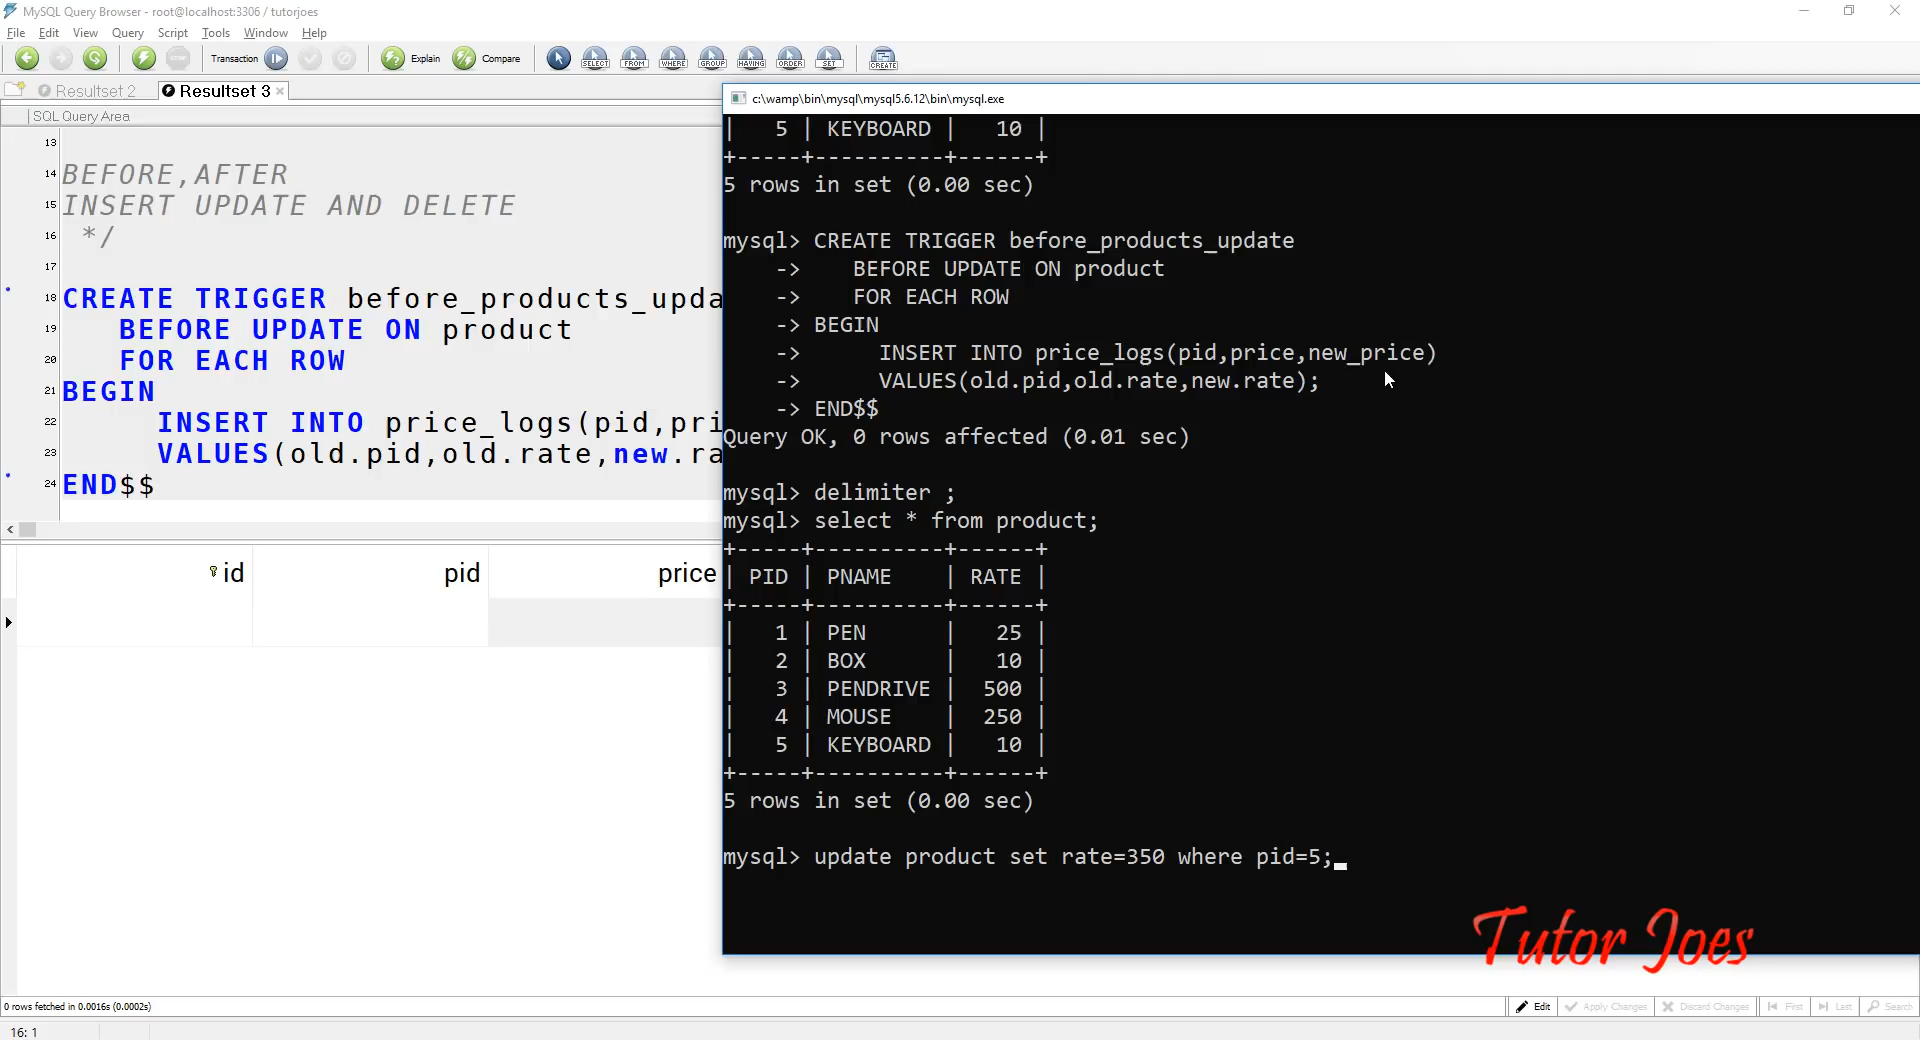 MySQL Query Browser - root@localhost:3306 / tutorjoes
File Edit View Query Script Tools Window Help
Transaction Explain Compare SELECT FROM WHERE GROUP HAVING ORDER SET CREATE
Resultset 2 Resultset 3
SQL Query Area
13
14 BEFORE,AFTER
15 INSERT UPDATE AND DELETE
16 */
17
18 CREATE TRIGGER before_products_upda
19 BEFORE UPDATE ON product
20 FOR EACH ROW
21 BEGIN
22 INSERT INTO price_logs(pid,pri
23 VALUES(old.pid,old.rate,new.ra
24 END$$
id pid price
c:\wamp\bin\mysql\mysql5.6.12\bin\mysql.exe
| 5 | KEYBOARD | 10 |
+-----+----------+------+
5 rows in set (0.00 sec)
mysql> CREATE TRIGGER before_products_update
-> BEFORE UPDATE ON product
-> FOR EACH ROW
-> BEGIN
-> INSERT INTO price_logs(pid,price,new_price)
-> VALUES(old.pid,old.rate,new.rate);
-> END$$
Query OK, 0 rows affected (0.01 sec)
mysql> delimiter ;
mysql> select * from product;
+-----+----------+------+
| PID | PNAME | RATE |
+-----+----------+------+
| 1 | PEN | 25 |
| 2 | BOX | 10 |
| 3 | PENDRIVE | 500 |
| 4 | MOUSE | 250 |
| 5 | KEYBOARD | 10 |
+-----+----------+------+
5 rows in set (0.00 sec)
mysql> update product set rate=350 where pid=5;
Tutor Joes
0 rows fetched in 0.0016s (0.0002s)
Edit Apply Changes Discard Changes First Last Search
16: 1